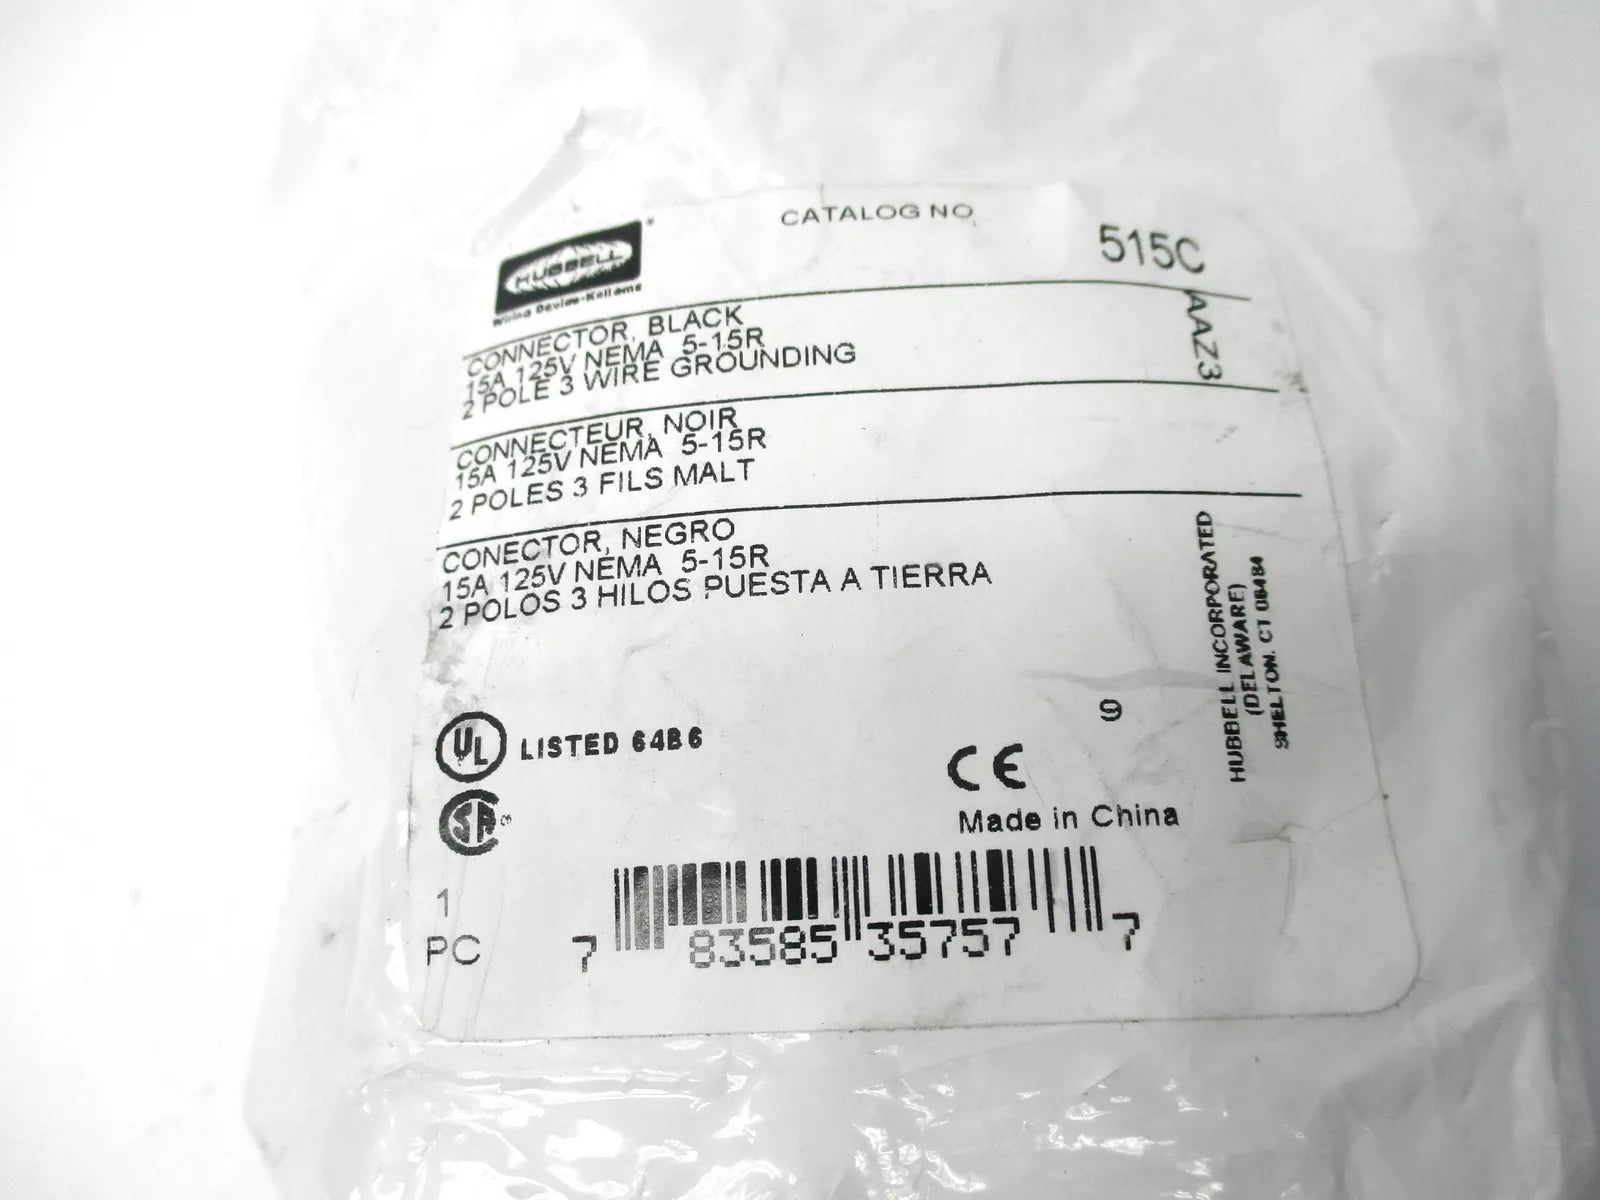 CATALOG NO.
515C
HUBBELL
Wiring Device-Kellems
CONNECTOR, BLACK
15A 125V NEMA 5-15R
2 POLE 3 WIRE GROUNDING
AAZ3
CONNECTEUR, NOIR
15A 125V NEMA 5-15R
2 POLES 3 FILS MALT
CONECTOR, NEGRO
15A 125V NEMA 5-15R
2 POLOS 3 HILOS PUESTA A TIERRA
HUBBELL INCORPORATED
(DELAWARE)
SHELTON, CT 06484
UL LISTED 64B6
CE
SA
Made in China
1
PC
7 83585 35757 7